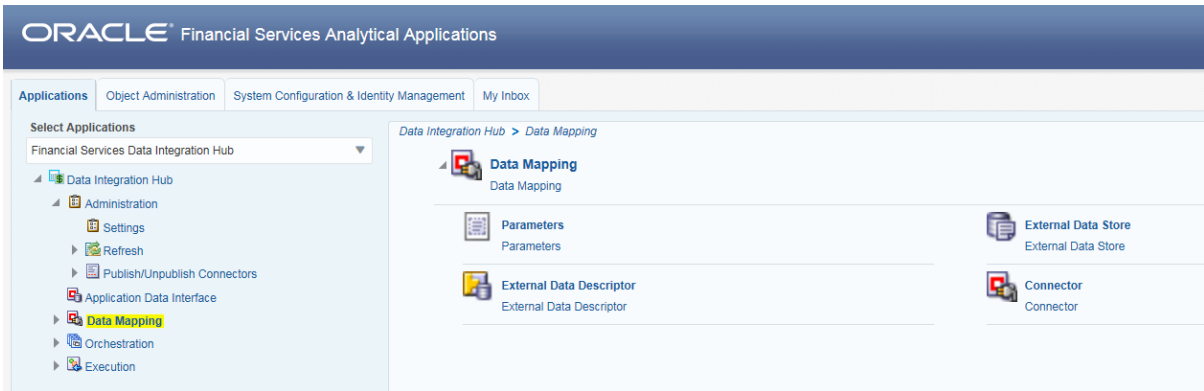 ORACLE® Financial Services Analytical Applications
Applications Object Administration System Configuration & Identity Management My Inbox
Select Applications
Financial Services Data Integration Hub
Data Integration Hub
Administration
Settings
Refresh
Publish/Unpublish Connectors
Application Data Interface
Data Mapping
Orchestration
Execution
Data Integration Hub > Data Mapping
Data Mapping
Data Mapping
Parameters
Parameters
External Data Store
External Data Store
External Data Descriptor
External Data Descriptor
Connector
Connector